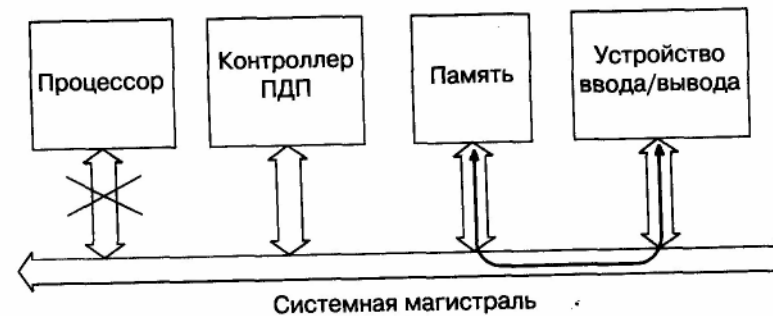 Процессор
Контроллер
ПДП
Память
Устройство
ввода/вывода
Системная магистраль